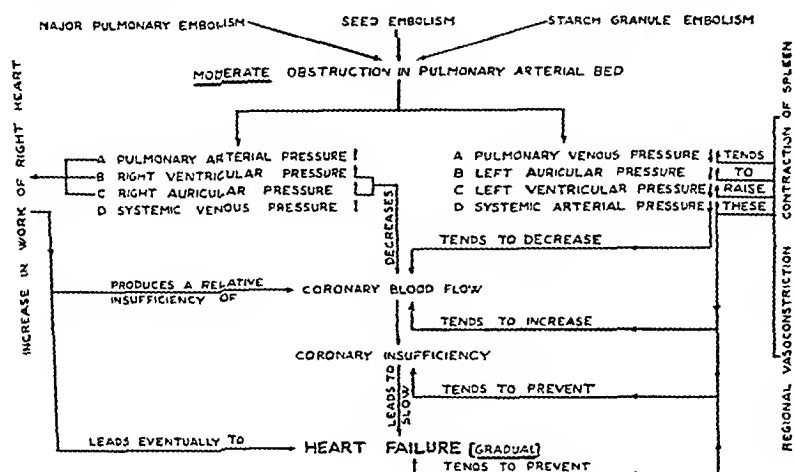 MAJOR PULMONARY EMBOLISM
SEED EMBOLISM
STARCH GRANULE EMBOLISM
MODERATE OBSTRUCTION IN PULMONARY ARTERIAL BED
A PULMONARY ARTERIAL PRESSURE
B RIGHT VENTRICULAR PRESSURE
C RIGHT AURICULAR PRESSURE
D SYSTEMIC VENOUS PRESSURE
A PULMONARY VENOUS PRESSURE
B LEFT AURICULAR PRESSURE
C LEFT VENTRICULAR PRESSURE
D SYSTEMIC ARTERIAL PRESSURE
TENDS
TO
RAISE
THESE
INCREASE IN WORK OF RIGHT HEART
DECREASES
TENDS TO DECREASE
PRODUCES A RELATIVE
INSUFFICIENCY OF
CORONARY BLOOD FLOW
TENDS TO INCREASE
CORONARY INSUFFICIENCY
LEADS TO
SLOW
TENDS TO PREVENT
LEADS EVENTUALLY TO
HEART FAILURE [GRADUAL]
TENDS TO PREVENT
REGIONAL VASOCONSTRICTION CONTRACTION OF SPLEEN